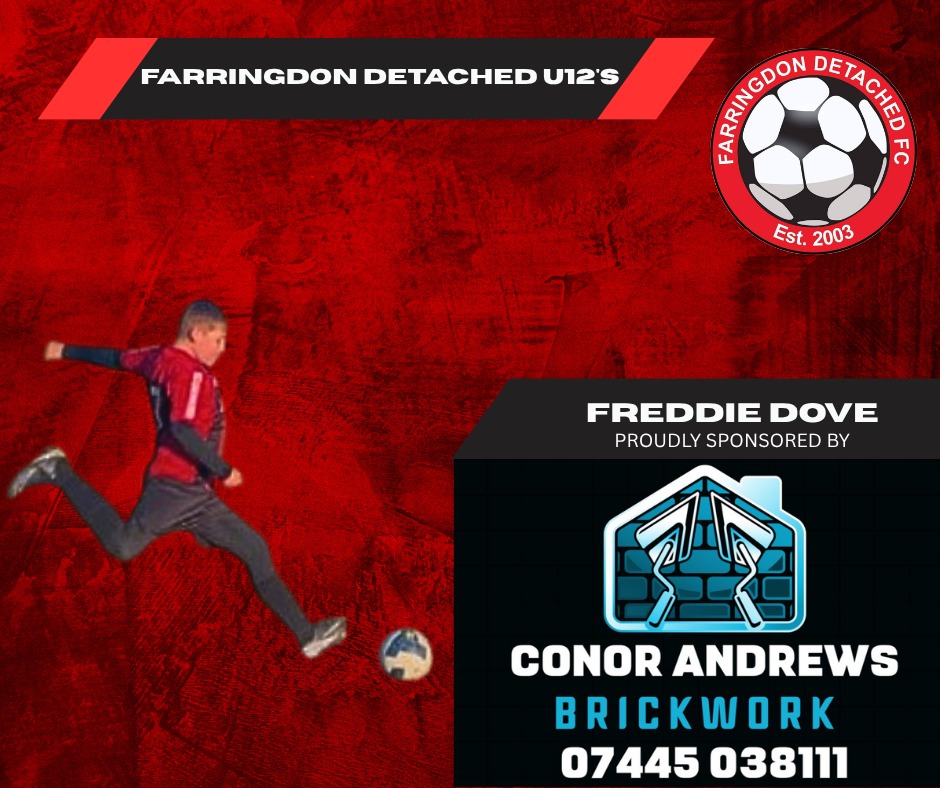 FARRINGDON DETACHED U12'S
FARRINGDON DETACHED FC
Est. 2003
FREDDIE DOVE
PROUDLY SPONSORED BY
CONOR ANDREWS
BRICKWORK
07445 038111